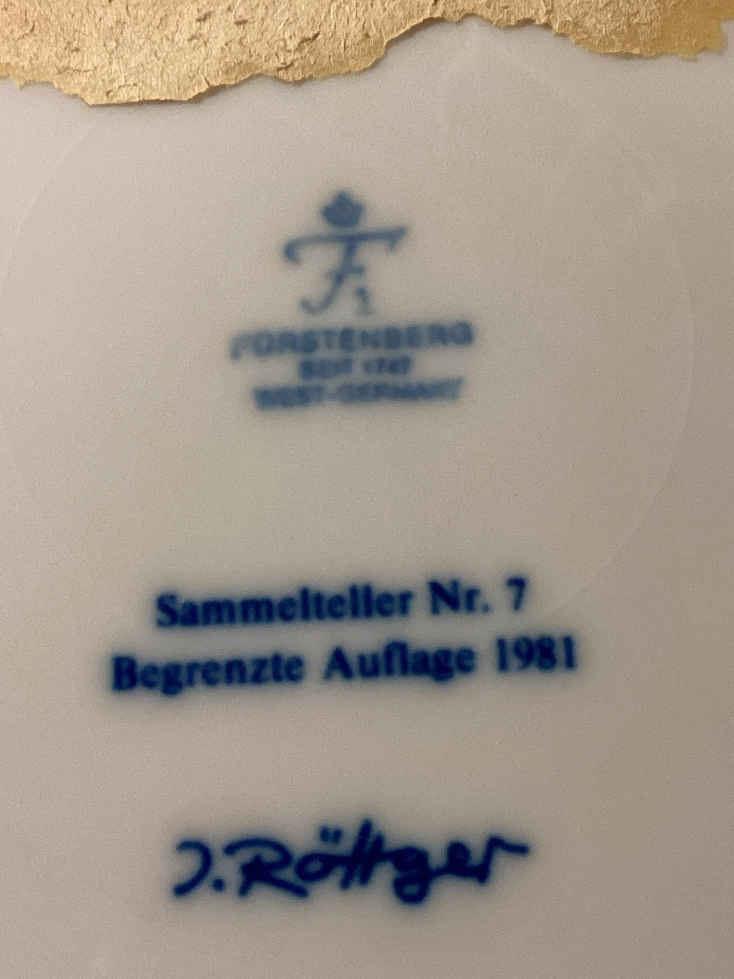 F
FÜRSTENBERG
SEIT 1747
WEST-GERMANY
Sammelteller Nr. 7
Begrenzte Auflage 1981
J. Röttger